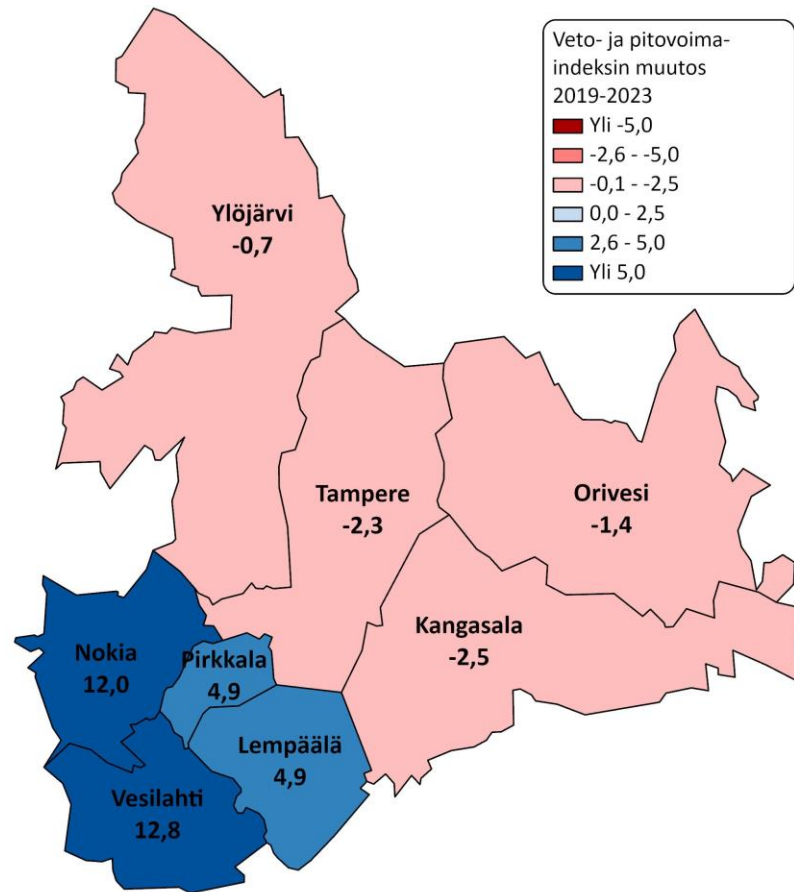 Veto- ja pitovoima-
indeksin muutos
2019-2023
Yli -5,0
-2,6 - -5,0
-0,1 - -2,5
0,0 - 2,5
2,6 - 5,0
Yli 5,0
Ylöjärvi
-0,7
Tampere
-2,3
Orivesi
-1,4
Kangasala
-2,5
Nokia
12,0
Pirkkala
4,9
Lempäälä
4,9
Vesilahti
12,8